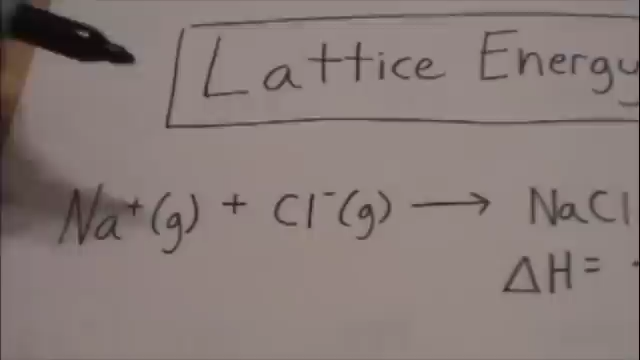 Lattice Energy
Na⁺(g) + Cl⁻(g) → NaCl
ΔH =